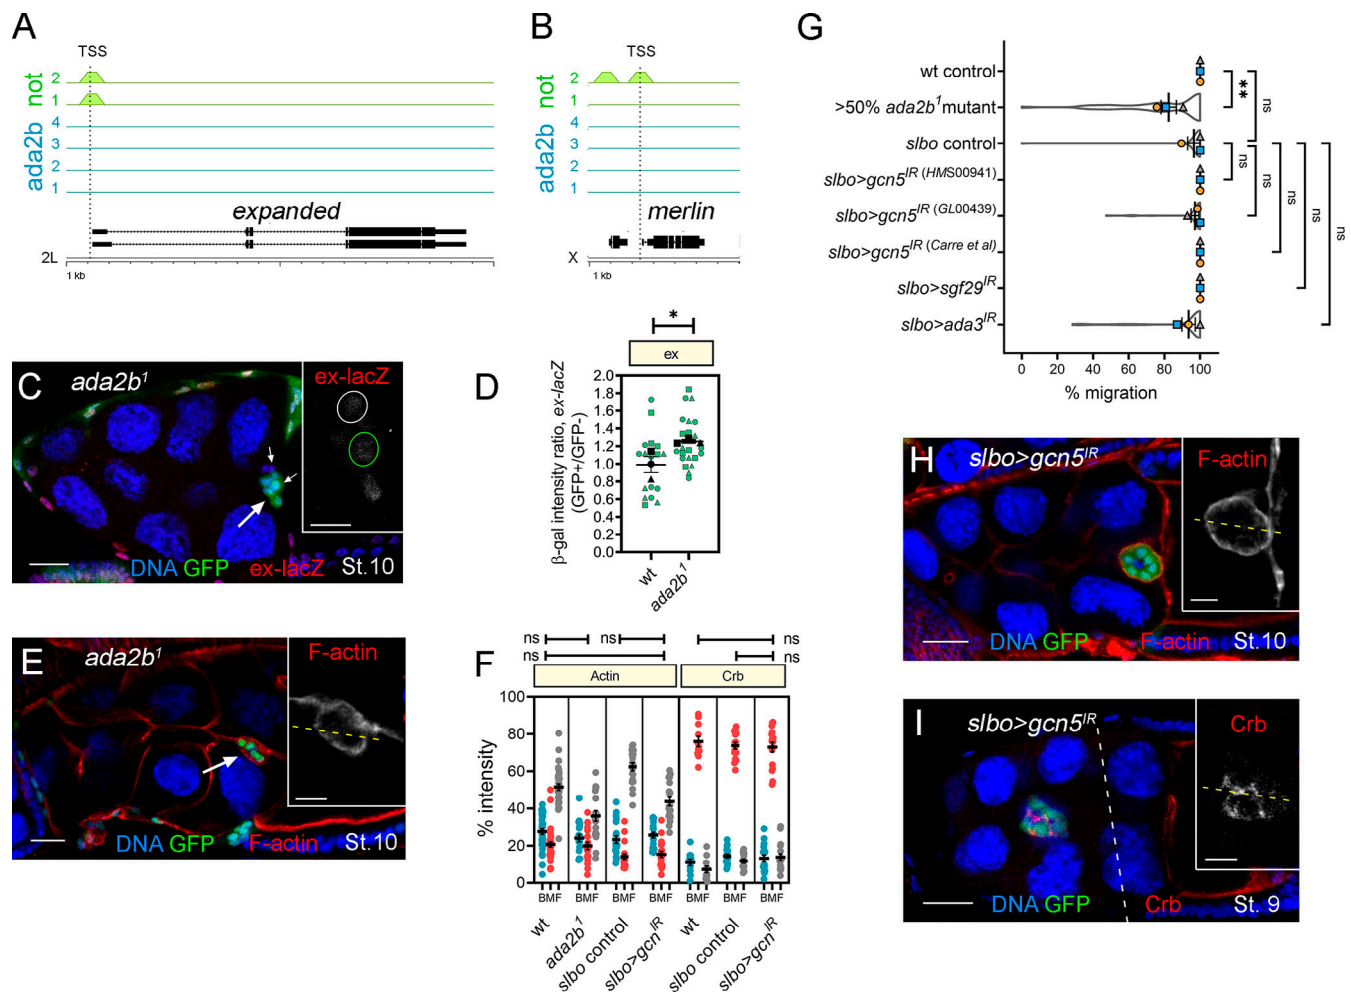 A
TSS
not
2
1
ada2b
4
3
2
1
expanded
2L
1 kb
B
TSS
not
2
1
ada2b
4
3
2
1
merlin
X
1 kb
C
ada2b1
ex-lacZ
DNA GFP ex-lacZ St.10
D
*
ex
β-gal intensity ratio, ex-lacZ
(GFP+/GFP-)
2.0
1.8
1.6
1.4
1.2
1.0
0.8
0.6
0.4
0.2
0.0
wt
ada2b1
E
ada2b1
F-actin
DNA GFP F-actin St.10
F
ns ns ns
ns ns
Actin Crb
% intensity
100
80
60
40
20
0
BMF BMF BMF BMF BMF BMF BMF
wt
ada2b1
slbo control
slbo>gcnIR
wt
slbo control
slbo>gcnIR
G
wt control
>50% ada2b1mutant
slbo control
slbo>gcn5IR (HMS00941)
slbo>gcn5IR (GL00439)
slbo>gcn5IR (Carre et al)
slbo>sgf29IR
slbo>ada3IR
** ns
ns ns ns ns ns
0 20 40 60 80 100
% migration
H
slbo>gcn5IR
F-actin
DNA GFP F-actin St.10
I
slbo>gcn5IR
Crb
DNA GFP Crb St. 9